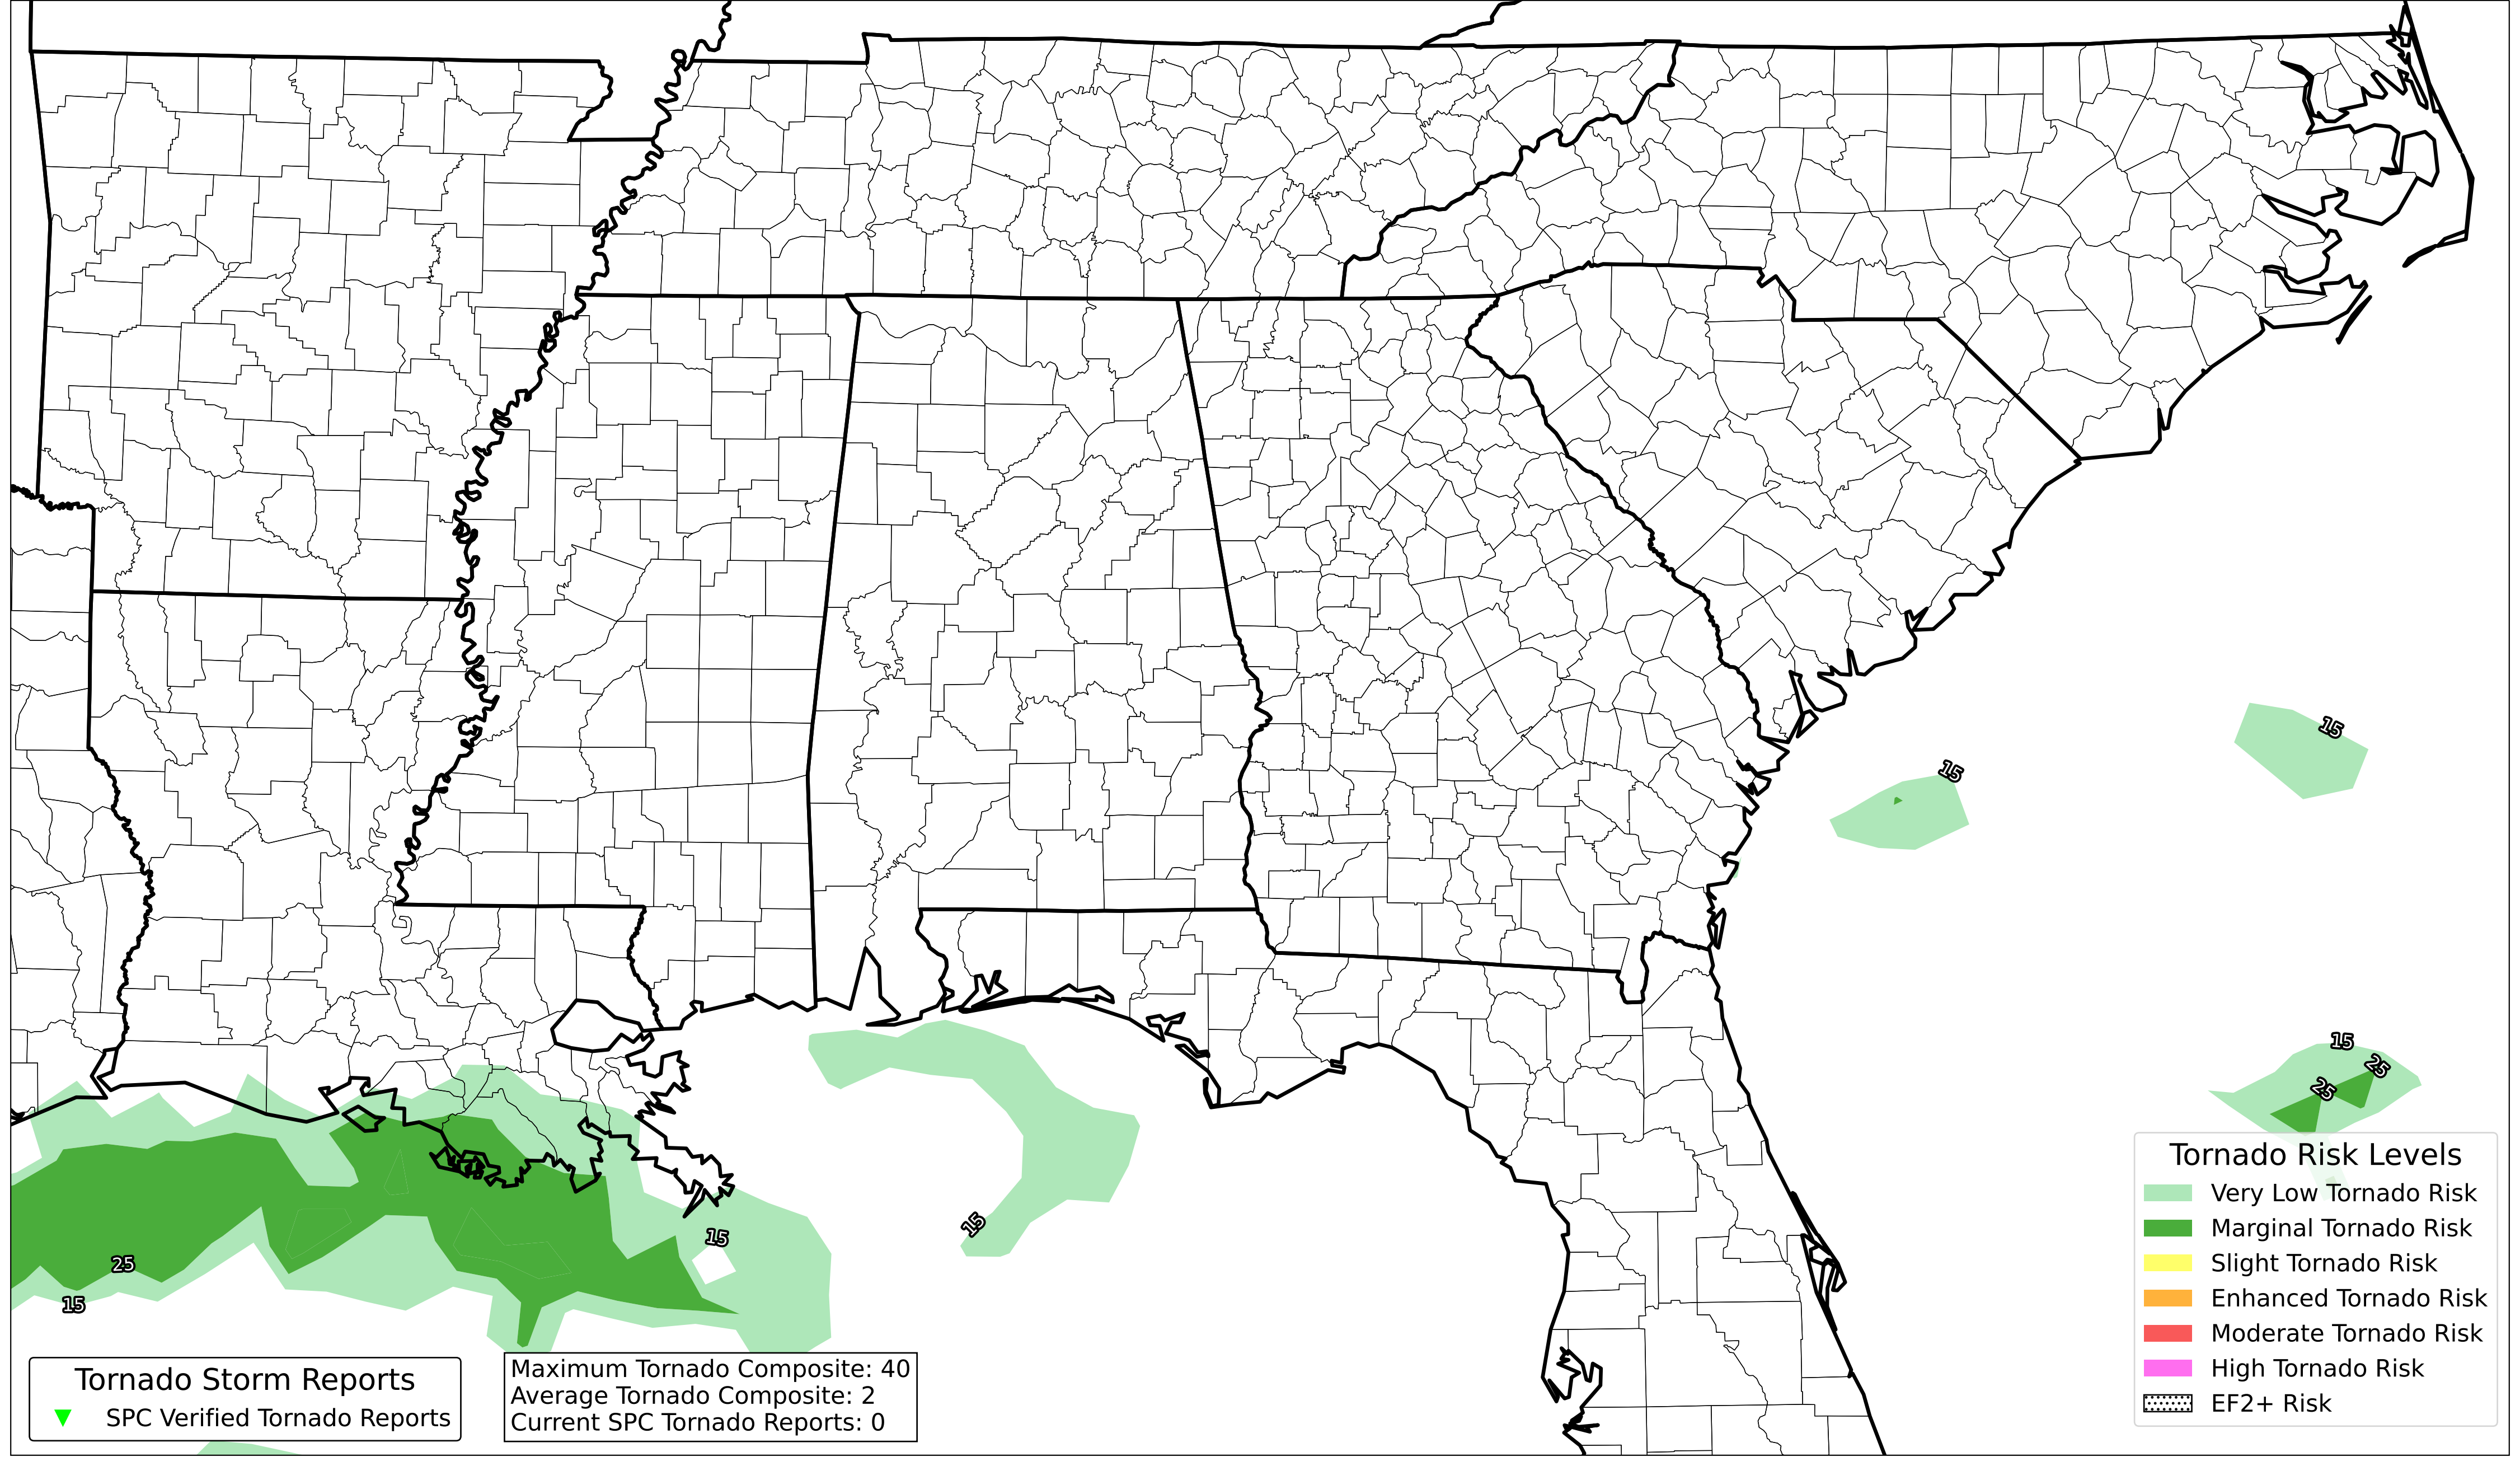 15
15
15
25
25
15
15
25
15
Tornado Risk Levels
Very Low Tornado Risk
Marginal Tornado Risk
Slight Tornado Risk
Enhanced Tornado Risk
Moderate Tornado Risk
High Tornado Risk
EF2+ Risk
Tornado Storm Reports
SPC Verified Tornado Reports
Maximum Tornado Composite: 40
Average Tornado Composite: 2
Current SPC Tornado Reports: 0